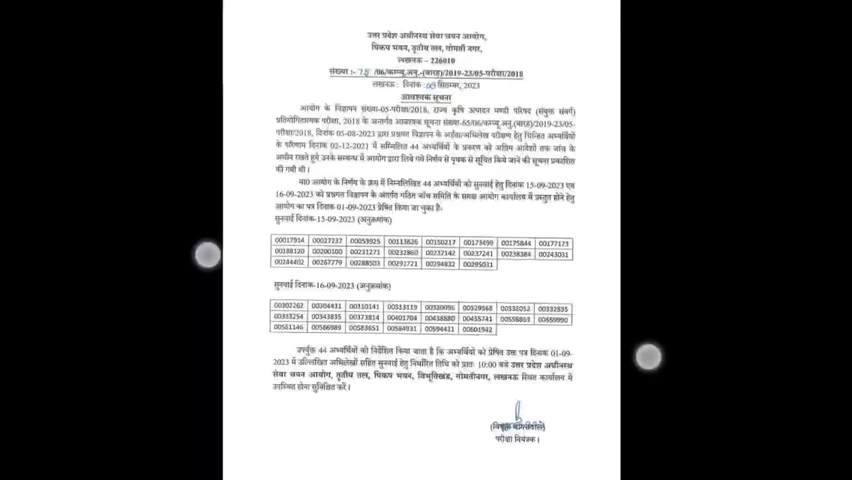 उत्तर प्रदेश अधीनस्थ सेवा चयन आयोग,
पिकप भवन, तृतीय तल, गोमती नगर,
लखनऊ – 226010
संख्या :- /06/कम्प्यू.अनु.-(बारह)/2019-23/05-परीक्षा/2018
लखनऊ : दिनांक : सितम्बर, 2023
आवश्यक सूचना
आयोग के विज्ञापन संख्या-05-परीक्षा/2018, राज्य कृषि उत्पादन मण्डी परिषद (संयुक्त संवर्ग)
प्रतियोगितात्मक परीक्षा, 2018 के अन्तर्गत आवश्यक सूचना संख्या-65/06/कम्प्यू.अनु.(बारह)/2019-23/05-
परीक्षा/2018, दिनांक 05-08-2023 द्वारा प्रश्नगत विज्ञापन के अर्हता/अभिलेख परीक्षण हेतु चिन्हित अभ्यर्थियों
के परिणाम दिनांक 02-12-2021 में सम्मिलित 44 अभ्यर्थियों के प्रकरण को अग्रिम आदेशों तक जांच के
अधीन रखते हुये उनके सम्बन्ध में आयोग द्वारा लिये गये निर्णय से पृथक से सूचित किये जाने की सूचना प्रकाशित
की गयी थी।
मा0 आयोग के निर्णय के क्रम में निम्नलिखित 44 अभ्यर्थियों को सुनवाई हेतु दिनांक 15-09-2023 एवं
16-09-2023 को प्रश्नगत विज्ञापन के अंतर्गत गठित जाँच समिति के समक्ष आयोग कार्यालय में प्रस्तुत होने हेतु
आयोग का पत्र दिनांक 01-09-2023 प्रेषित किया जा चुका है:-
सुनवाई दिनांक-15-09-2023 (अनुक्रमांक)
00017914 00027237 00053925 00113826 00150217 00173499 00175844 00177173
00188120 00200100 00231271 00232860 00237142 00237241 00238384 00243031
00244402 00267779 00288503 00291721 00294832 00295031
सुनवाई दिनांक-16-09-2023 (अनुक्रमांक)
00302262 00304431 00310141 00313119 00320095 00329868 00332052 00332835
00333254 00343835 00373814 00401704 00438880 00455741 00558863 00559990
00561146 00566989 00583651 00584931 00594431 00601942
उपर्युक्त 44 अभ्यर्थियों को निर्देशित किया जाता है कि अभ्यर्थियों को प्रेषित उक्त पत्र दिनांक 01-09-
2023 में उल्लिखित अभिलेखों सहित सुनवाई हेतु निर्धारित तिथि को प्रातः 10:00 बजे उत्तर प्रदेश अधीनस्थ
सेवा चयन आयोग, तृतीय तल, पिकप भवन, विभूतिखंड, गोमतीनगर, लखनऊ स्थित कार्यालय में
उपस्थित होना सुनिश्चित करें।
परीक्षा नियंत्रक।